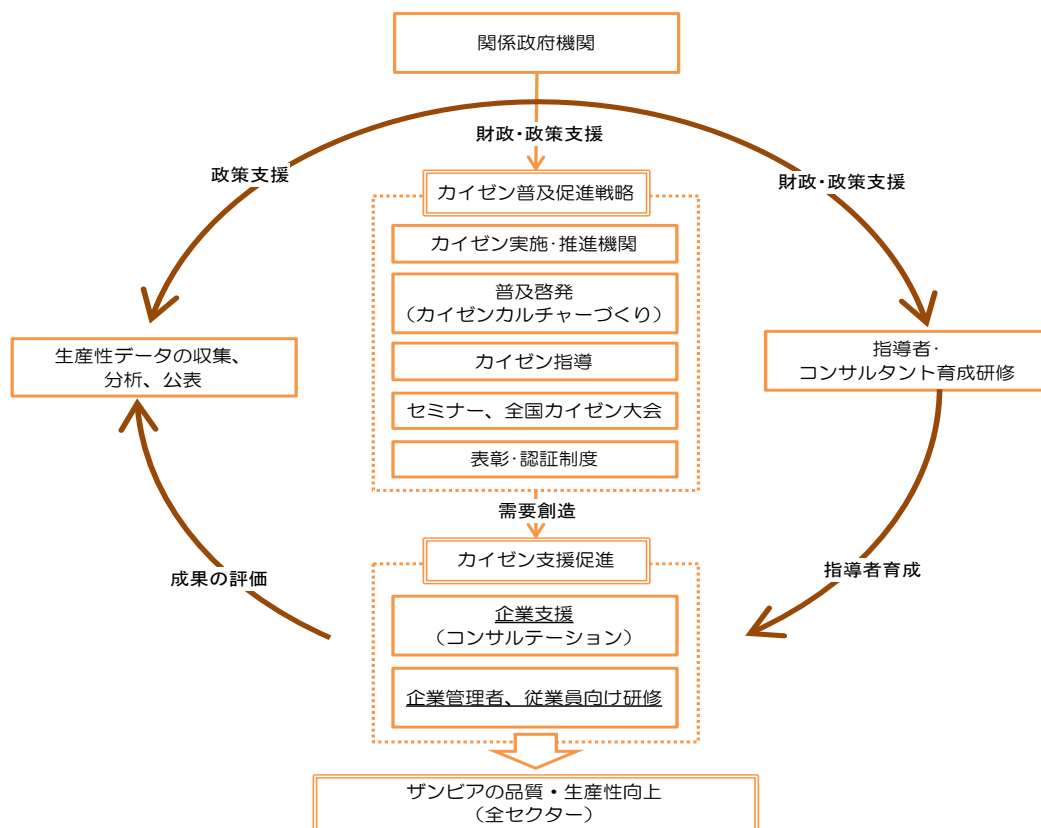 関係政府機関
財政・政策支援
政策支援
財政・政策支援
カイゼン普及促進戦略
カイゼン実施・推進機関
普及啓発
（カイゼンカルチャーづくり）
カイゼン指導
セミナー、全国カイゼン大会
表彰・認証制度
生産性データの収集、
分析、公表
指導者・
コンサルタント育成研修
需要創造
カイゼン支援促進
成果の評価
指導者育成
企業支援
（コンサルテーション）
企業管理者、従業員向け研修
ザンビアの品質・生産性向上
（全セクター）